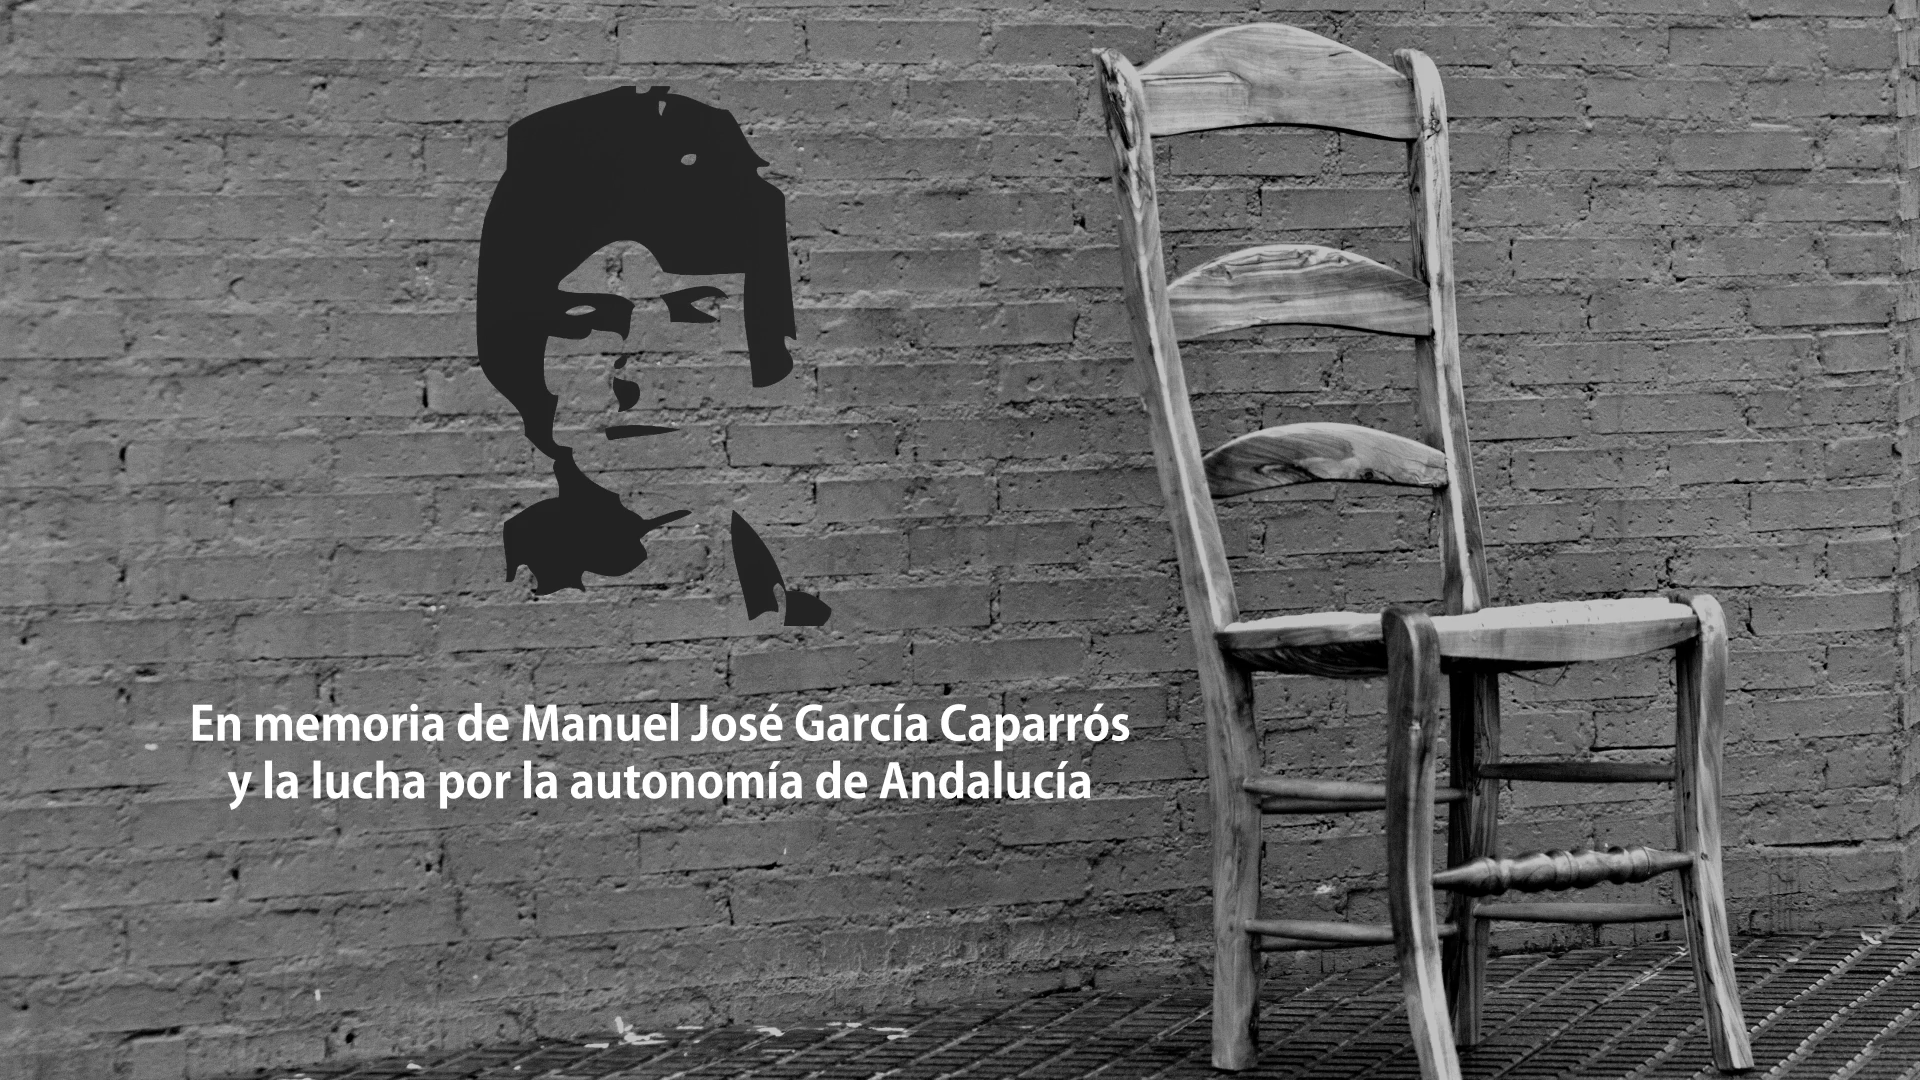 En memoria de Manuel José García Caparrós
y la lucha por la autonomía de Andalucía